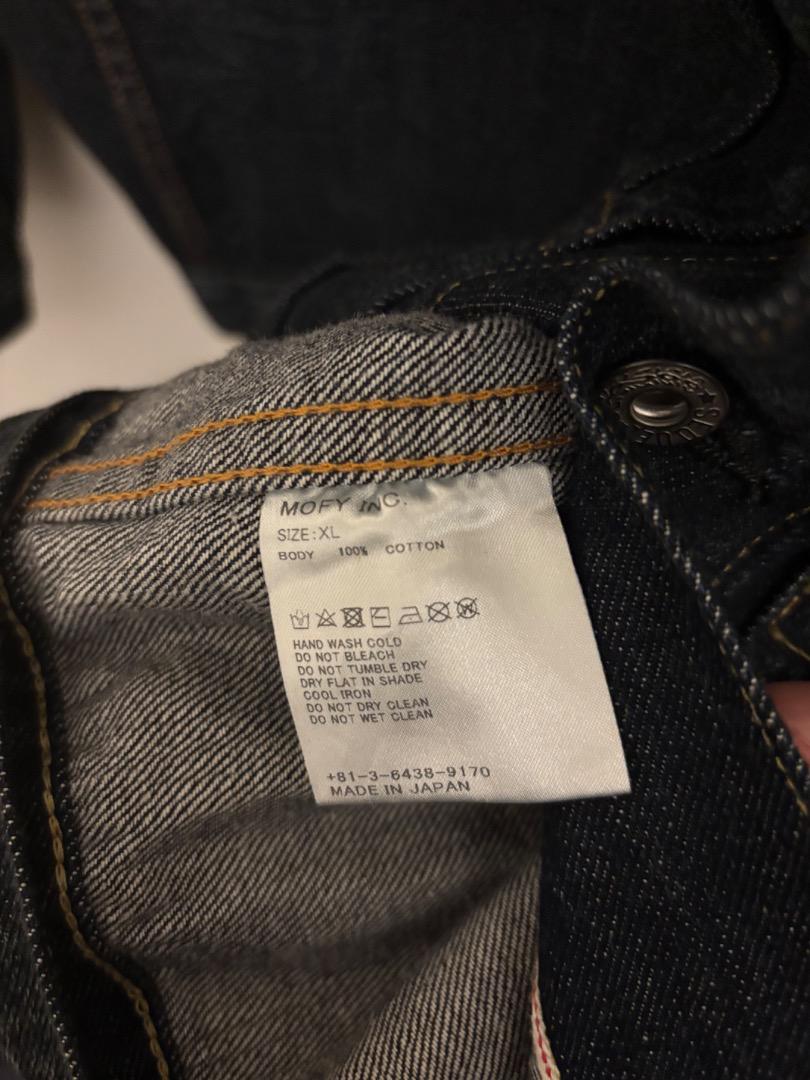 MOFY INC.
SIZE:XL
BODY 100% COTTON
HAND WASH COLD
DO NOT BLEACH
DO NOT TUMBLE DRY
DRY FLAT IN SHADE
COOL IRON
DO NOT DRY CLEAN
DO NOT WET CLEAN
+81-3-6438-9170
MADE IN JAPAN